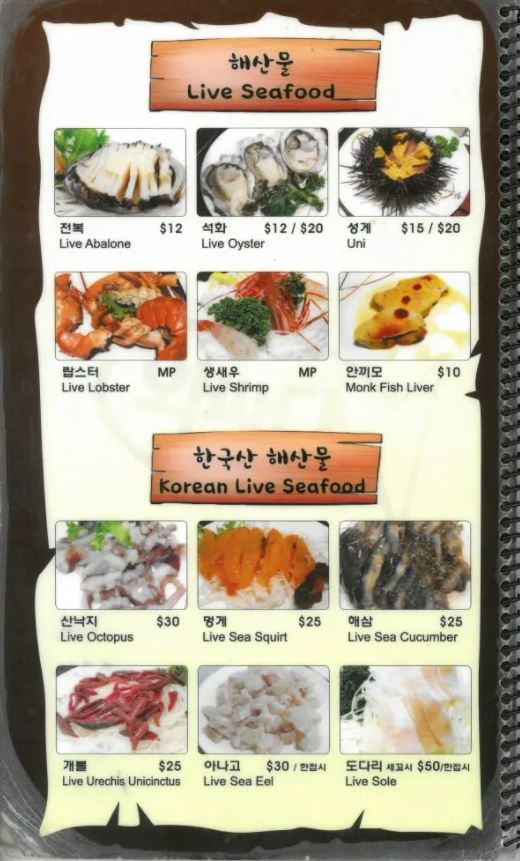 해산물
Live Seafood
전복 $12
Live Abalone
석화 $12 / $20
Live Oyster
성게 $15 / $20
Uni
랍스터 MP
Live Lobster
생새우 MP
Live Shrimp
안끼모 $10
Monk Fish Liver
한국산 해산물
Korean Live Seafood
산낙지 $30
Live Octopus
멍게 $25
Live Sea Squirt
해삼 $25
Live Sea Cucumber
개불 $25
Live Urechis Unicinctus
아나고 $30 / 한접시
Live Sea Eel
도다리 세꼬시 $50/한접시
Live Sole